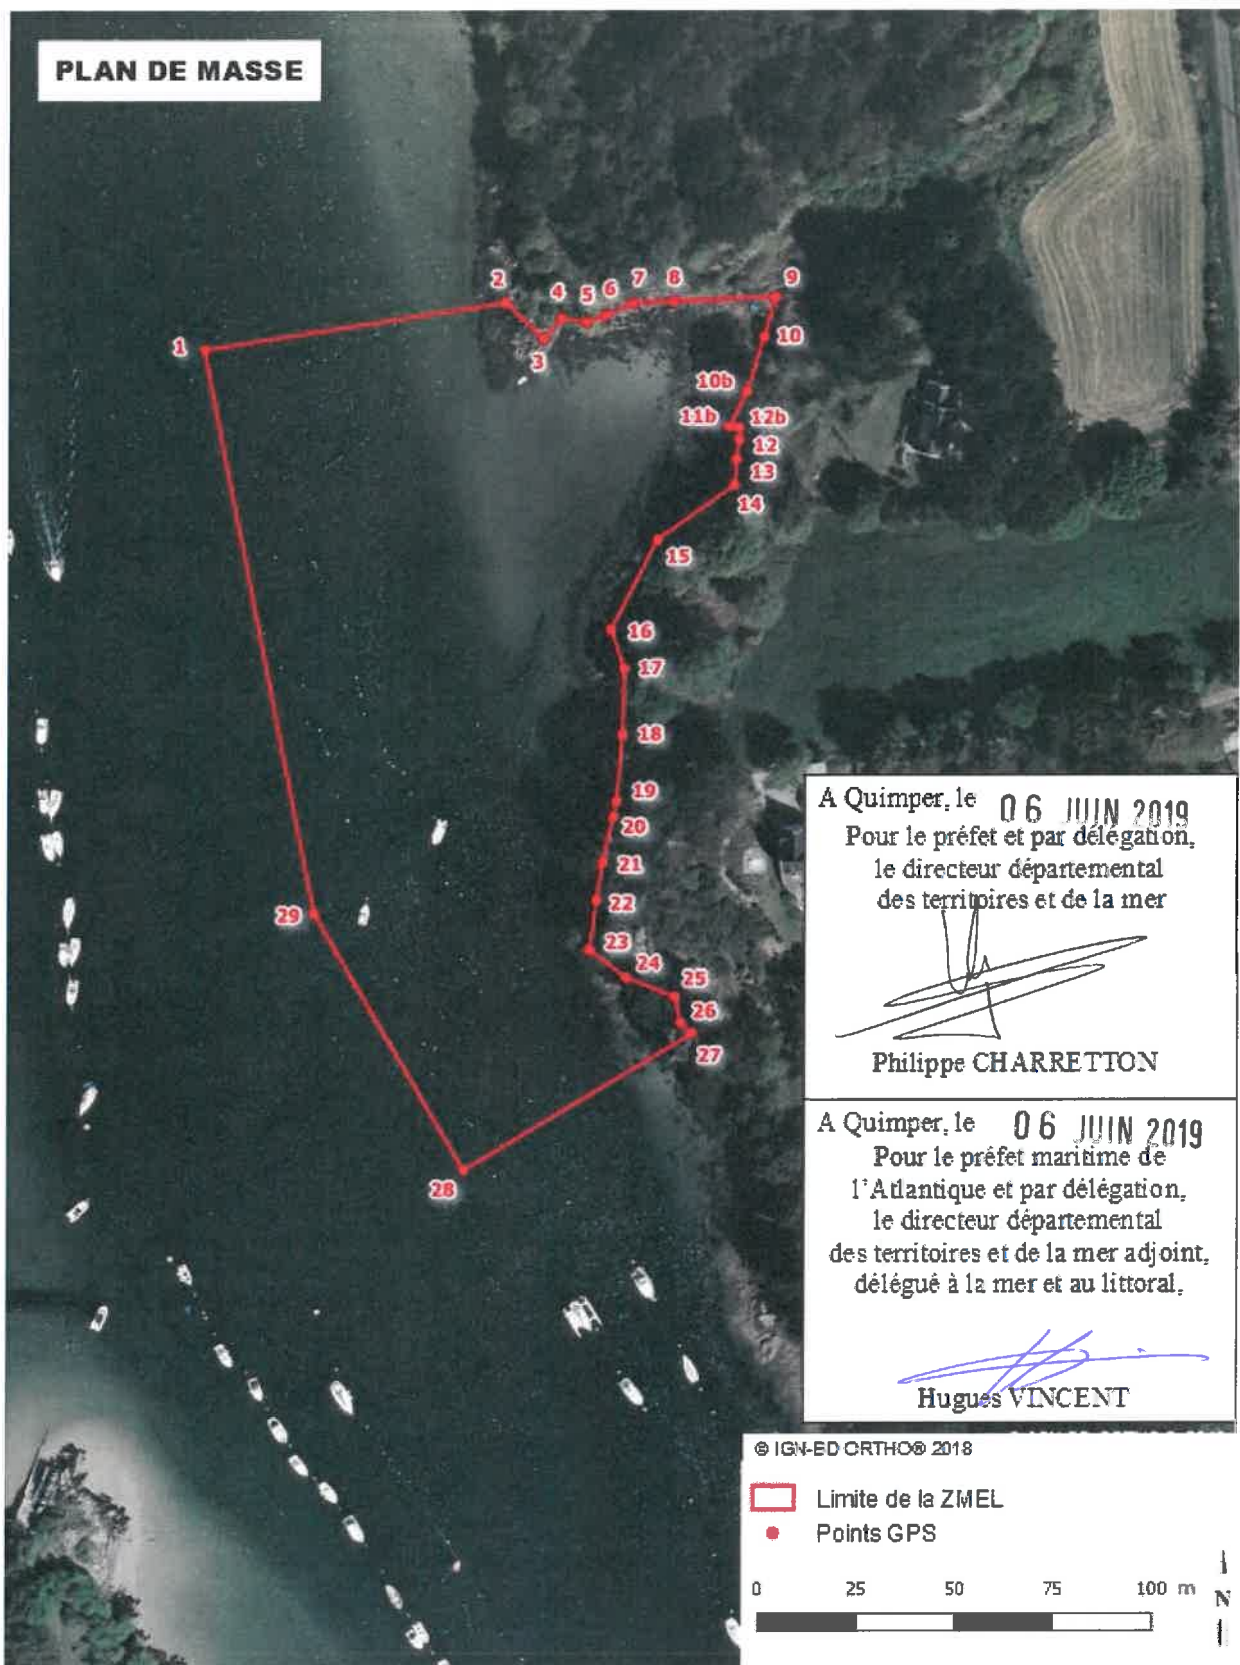 PLAN DE MASSE
1
2
3
4
5
6
7
8
9
10
10b
11b
12b
12
13
14
15
16
17
18
19
20
21
22
23
24
25
26
27
28
29
A Quimper, le 06 JUIN 2019
Pour le préfet et par délégation,
le directeur départemental
des territoires et de la mer
Philippe CHARRETTON
A Quimper, le 06 JUIN 2019
Pour le préfet maritime de
l'Atlantique et par délégation,
le directeur départemental
des territoires et de la mer adjoint,
délégué à la mer et au littoral,
Hugues VINCENT
© IGN-BD ORTHO® 2018
Limite de la ZMEL
Points GPS
0 25 50 75 100 m
N